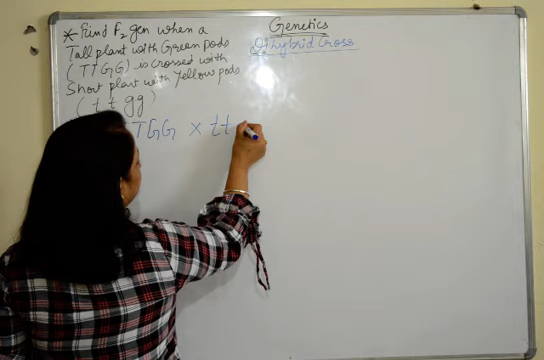 Genetics
Dihybrid Cross
* Find F2 gen when a
Tall plant with Green pods
(TTGG) is crossed with
Short plant with Yellow pods
(ttgg)
TGG × tt